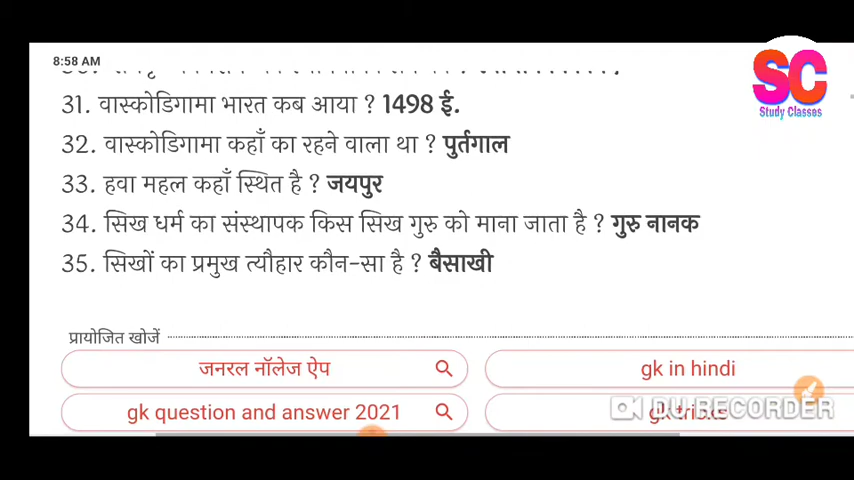 8:58 AM
SC
Study Classes
31. वास्कोडिगामा भारत कब आया ? 1498 ई.
32. वास्कोडिगामा कहाँ का रहने वाला था ? पुर्तगाल
33. हवा महल कहाँ स्थित है ? जयपुर
34. सिख धर्म का संस्थापक किस सिख गुरु को माना जाता है ? गुरु नानक
35. सिखों का प्रमुख त्यौहार कौन-सा है ? बैसाखी
प्रायोजित खोजें
जनरल नॉलेज ऐप
gk in hindi
gk question and answer 2021
gk tricks
DU RECORDER